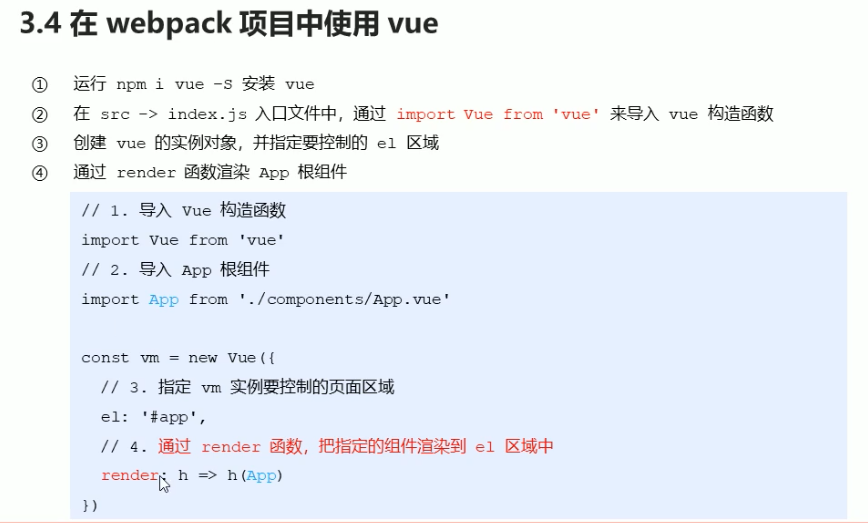 3.4 在 webpack 项目中使用 vue
① 运行 npm i vue -S 安装 vue
② 在 src -> index.js 入口文件中，通过 import Vue from 'vue' 来导入 vue 构造函数
③ 创建 vue 的实例对象，并指定要控制的 el 区域
④ 通过 render 函数渲染 App 根组件
// 1. 导入 Vue 构造函数
import Vue from 'vue'
// 2. 导入 App 根组件
import App from './components/App.vue'
const vm = new Vue({
// 3. 指定 vm 实例要控制的页面区域
el: '#app',
// 4. 通过 render 函数，把指定的组件渲染到 el 区域中
render: h => h(App)
})